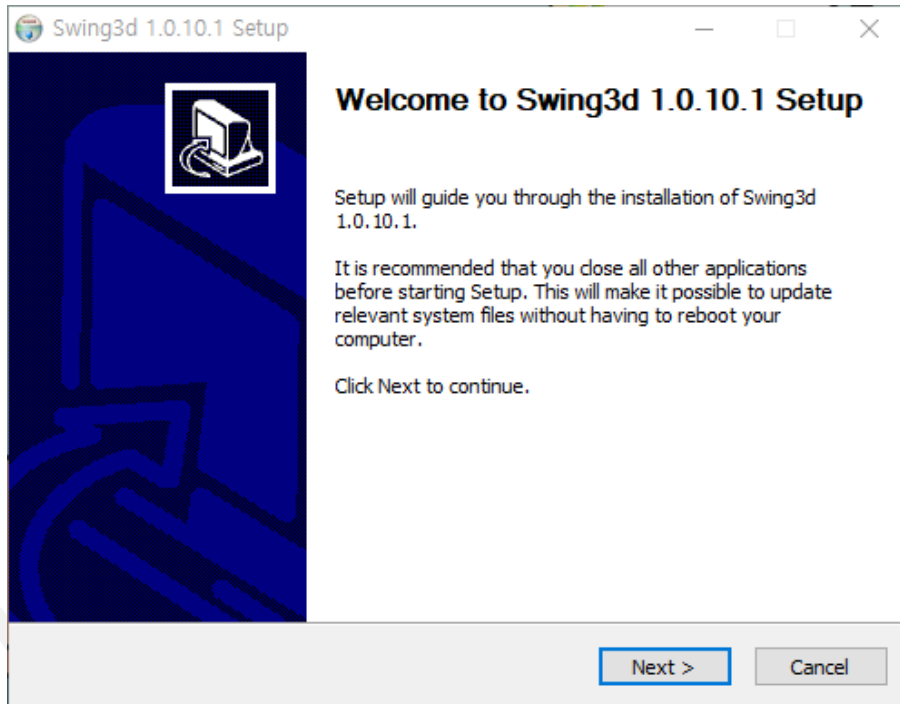 Swing3d 1.0.10.1 Setup
Welcome to Swing3d 1.0.10.1 Setup
Setup will guide you through the installation of Swing3d
1.0.10.1.
It is recommended that you close all other applications
before starting Setup. This will make it possible to update
relevant system files without having to reboot your
computer.
Click Next to continue.
Next >
Cancel